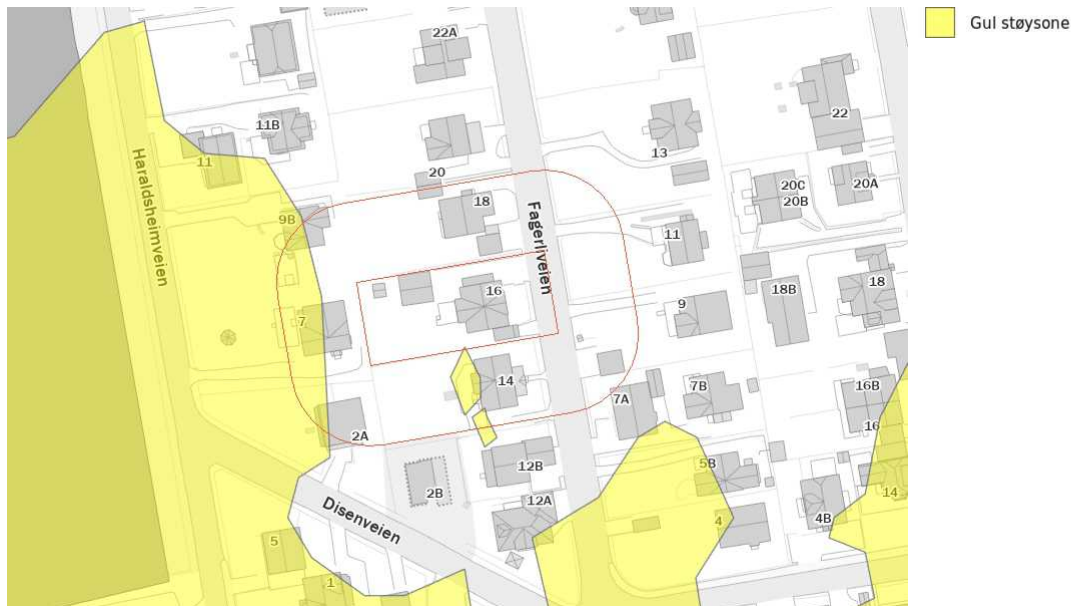 Gul støysone
22A
22
11B
Haraldsheimveien
11
13
20
20C
20A
20B
18
9B
Fagerliveien
11
18B
18
16
9
7
14
7B
16B
7A
2A
16
12B
5B
2B
14
12A
4
4B
Disenveien
5
1